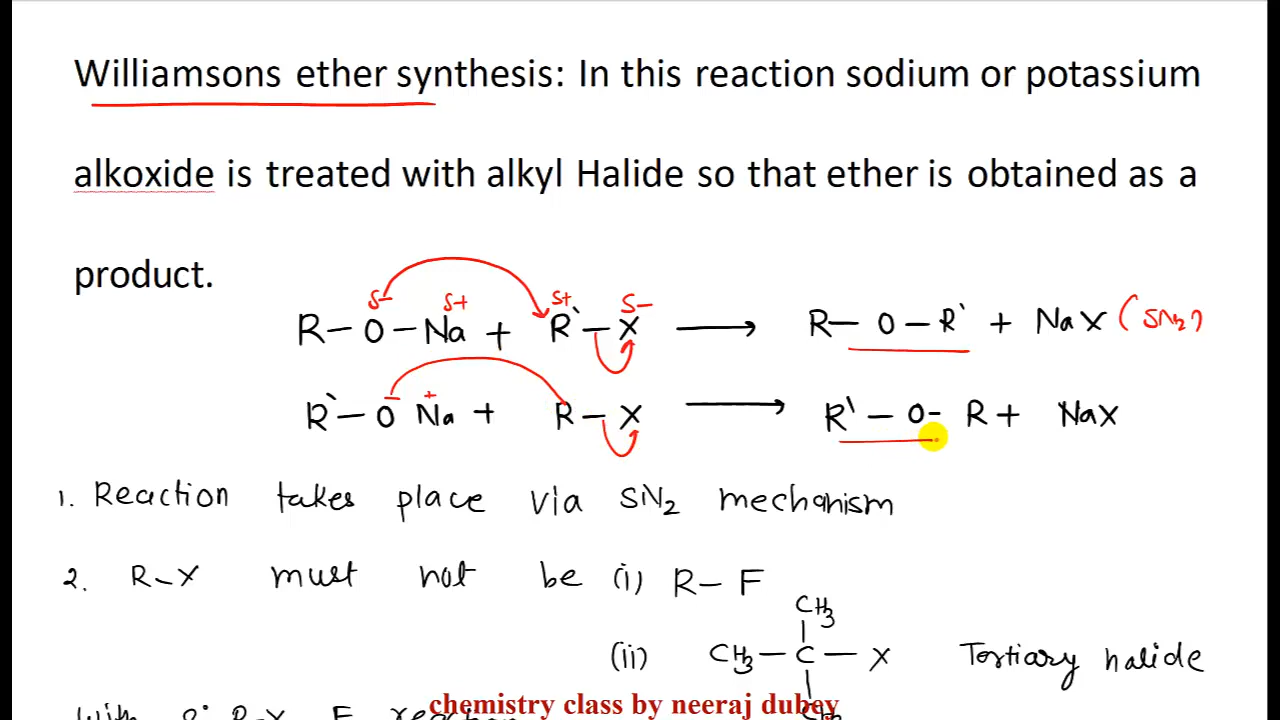 Williamsons ether synthesis: In this reaction sodium or potassium
alkoxide is treated with alkyl Halide so that ether is obtained as a
product.
δ- δ+ δ+ δ-
R-O-Na + R`-X → R-O-R` + NaX (SN2)
- +
R`-O Na + R-X → R'-O-R + NaX
1. Reaction takes place via SN2 mechanism
2. R-X must not be (i) R-F
CH3
(ii) CH3-C-X Tertiary halide
chemistry class by neeraj dubey